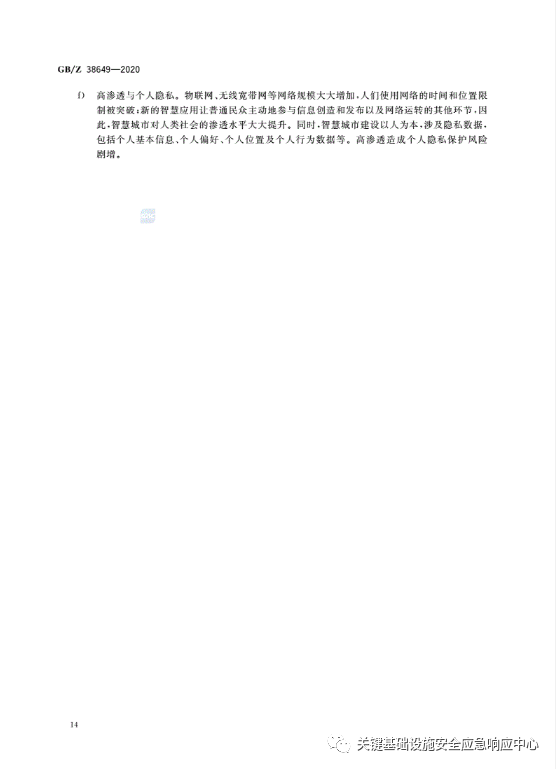 GB/Z 38649—2020
f) 高渗透与个人隐私。物联网、无线宽带网等网络规模大大增加,人们使用网络的时间和位置限
制被突破;新的智慧应用让普通民众主动地参与信息创造和发布以及网络运转的其他环节,因
此,智慧城市对人类社会的渗透水平大大提升。同时,智慧城市建设以人为本,涉及隐私数据,
包括个人基本信息、个人偏好、个人位置及个人行为数据等。高渗透造成个人隐私保护风险
剧增。
14
关键基础设施安全应急响应中心